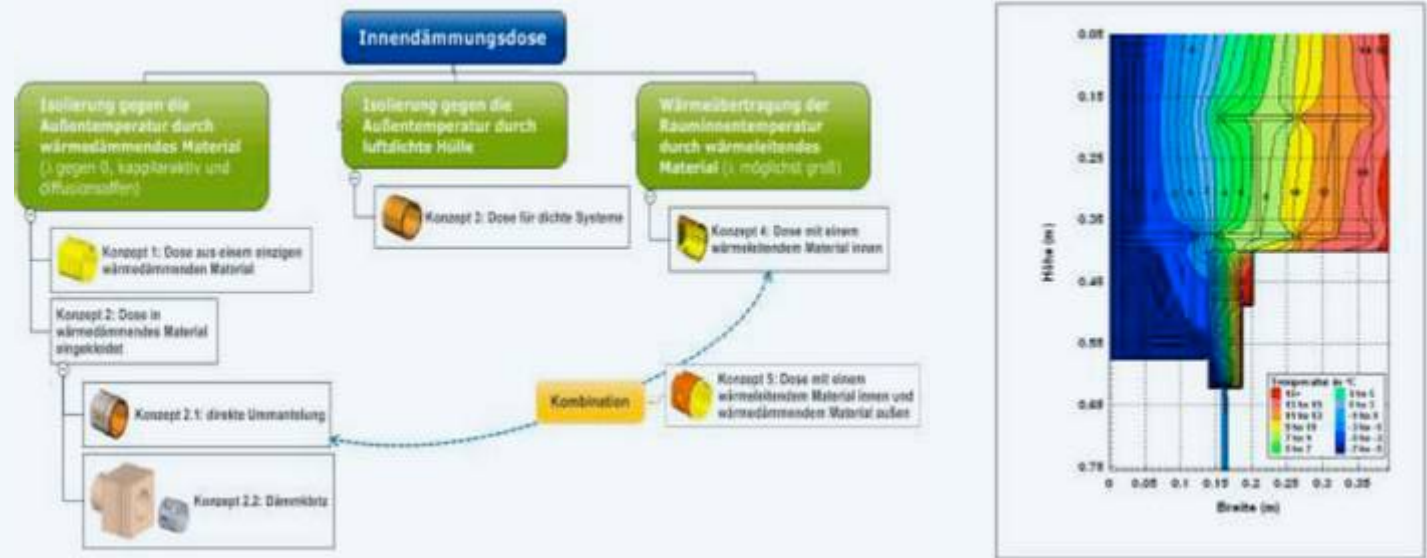 Innendämmungsdose
Isolierung gegen die
Außentemperatur durch
wärmedämmendes Material
(λ gegen 0, kapillaraktiv und
diffusionsoffen)
Isolierung gegen die
Außentemperatur durch
luftdichte Hülle
Wärmeübertragung der
Rauminnentemperatur
durch wärmeleitendes
Material (λ möglichst groß)
Konzept 1: Dose aus einem einzigen
wärmedämmenden Material
Konzept 2: Dose in
wärmedämmendes Material
eingekleidet
Konzept 2.1: direkte Ummantelung
Konzept 2.2: Dämmklotz
Konzept 3: Dose für dichte Systeme
Konzept 4: Dose mit einem
wärmeleitendem Material innen
Kombination
Konzept 5: Dose mit einem
wärmeleitendem Material innen und
wärmedämmendem Material außen
Höhe (m)
0.05
0.15
0.25
0.35
0.45
0.55
0.65
0.75
0 0.05 0.1 0.15 0.2 0.25 0.3 0.35
Breite (m)